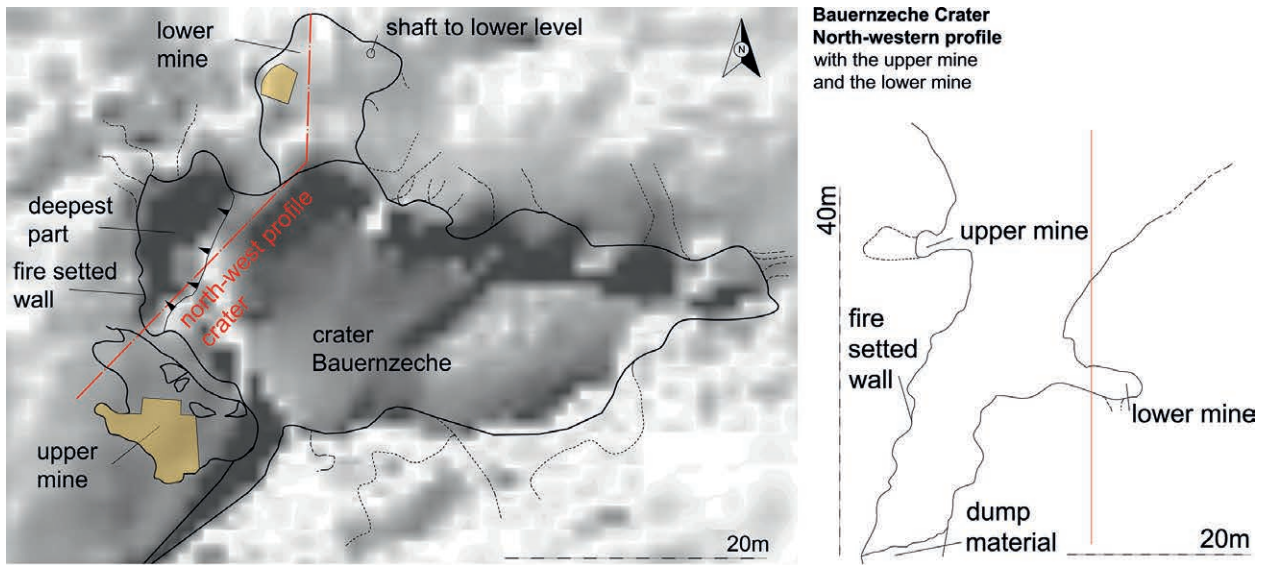 lower
mine
shaft to lower level
N
deepest
part
fire setted
wall
north-west profile
crater
crater
Bauernzeche
upper
mine
20m
Bauernzeche Crater
North-western profile
with the upper mine
and the lower mine
40m
upper mine
fire
setted
wall
lower mine
dump
material
20m